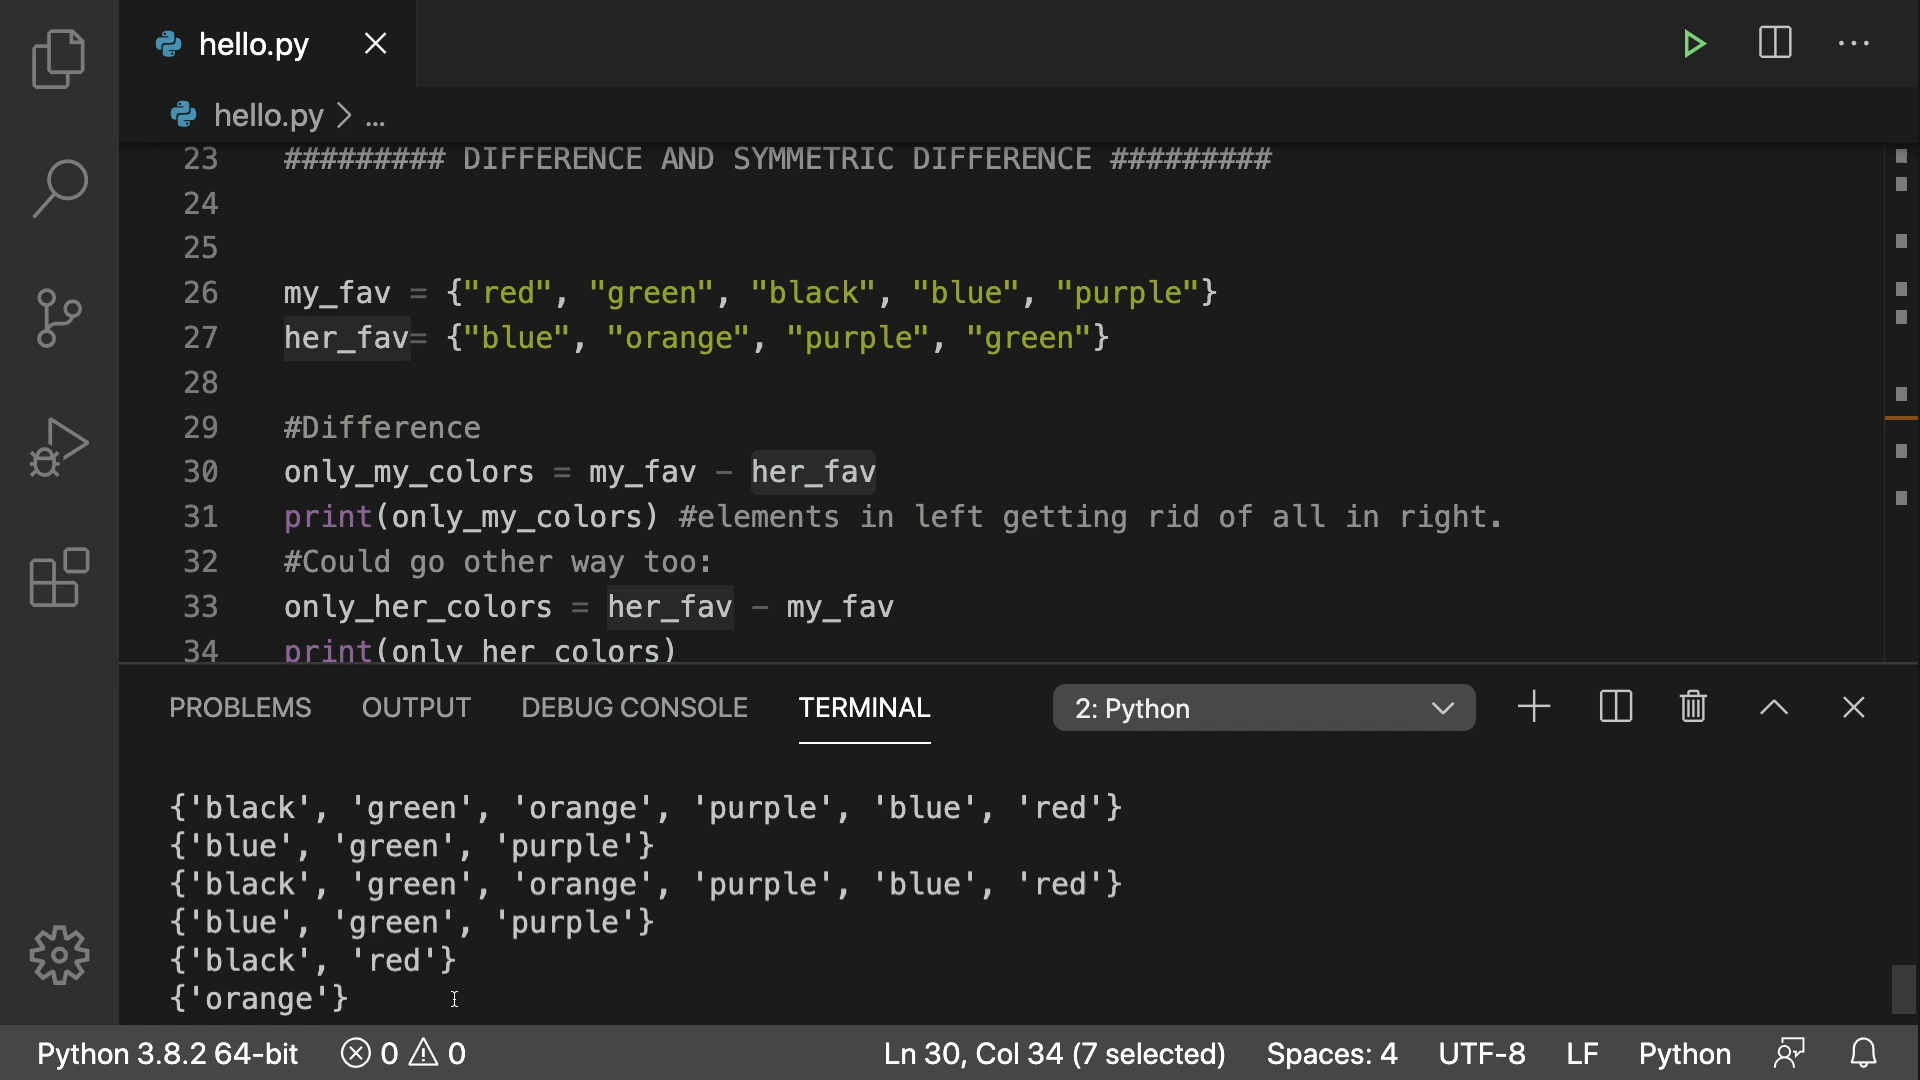 hello.py
hello.py > ...
23 ######### DIFFERENCE AND SYMMETRIC DIFFERENCE #########
24
25
26 my_fav = {"red", "green", "black", "blue", "purple"}
27 her_fav= {"blue", "orange", "purple", "green"}
28
29 #Difference
30 only_my_colors = my_fav - her_fav
31 print(only_my_colors) #elements in left getting rid of all in right.
32 #Could go other way too:
33 only_her_colors = her_fav - my_fav
34 print(only_her_colors)
PROBLEMS OUTPUT DEBUG CONSOLE TERMINAL 2: Python
{'black', 'green', 'orange', 'purple', 'blue', 'red'}
{'blue', 'green', 'purple'}
{'black', 'green', 'orange', 'purple', 'blue', 'red'}
{'blue', 'green', 'purple'}
{'black', 'red'}
{'orange'}
Python 3.8.2 64-bit 0 0 Ln 30, Col 34 (7 selected) Spaces: 4 UTF-8 LF Python